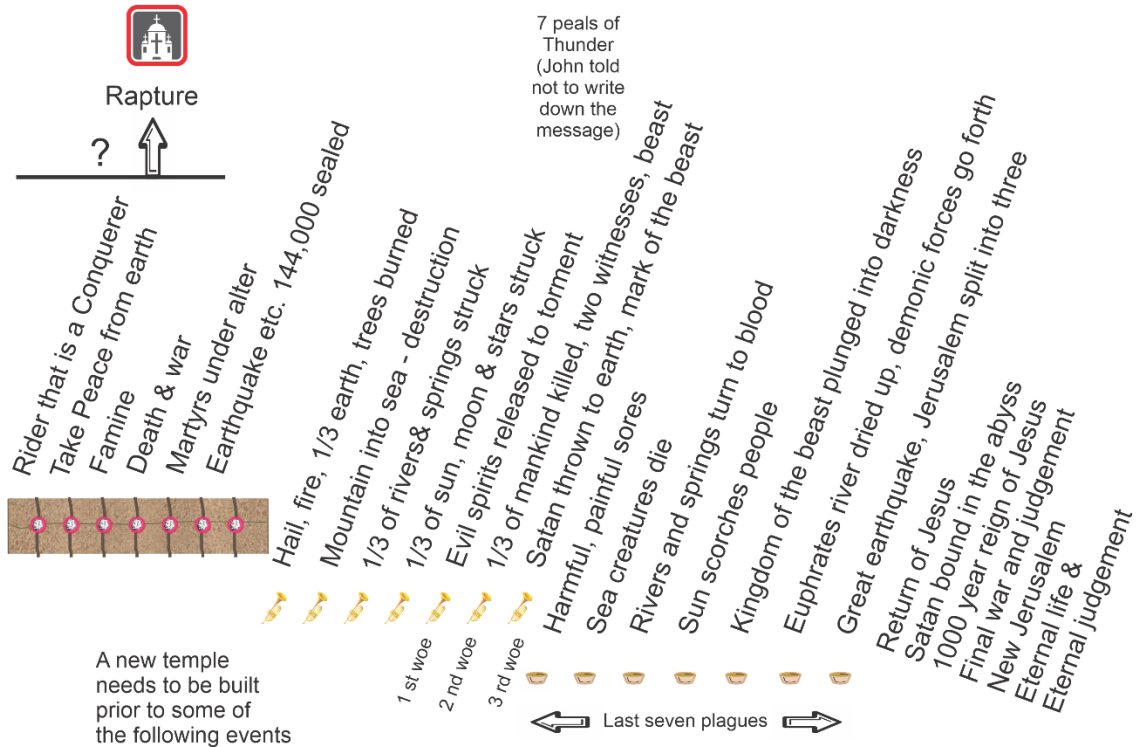 Rapture
?
7 peals of
Thunder
(John told
not to write
down the
message)
Rider that is a Conquerer
Take Peace from earth
Famine
Death & war
Martyrs under alter
Earthquake etc. 144,000 sealed
Hail, fire, 1/3 earth, trees burned
Mountain into sea - destruction
1/3 of rivers& springs struck
1/3 of sun, moon & stars struck
Evil spirits released to torment
1/3 of mankind killed, two witnesses, beast
Satan thrown to earth, mark of the beast
Harmful, painful sores
Sea creatures die
Rivers and springs turn to blood
Sun scorches people
Kingdom of the beast plunged into darkness
Euphrates river dried up, demonic forces go forth
Great earthquake, Jerusalem split into three
Return of Jesus
Satan bound in the abyss
1000 year reign of Jesus
Final war and judgement
New Jerusalem
Eternal life &
Eternal judgement
1 st woe
2 nd woe
3 rd woe
A new temple
needs to be built
prior to some of
the following events
Last seven plagues